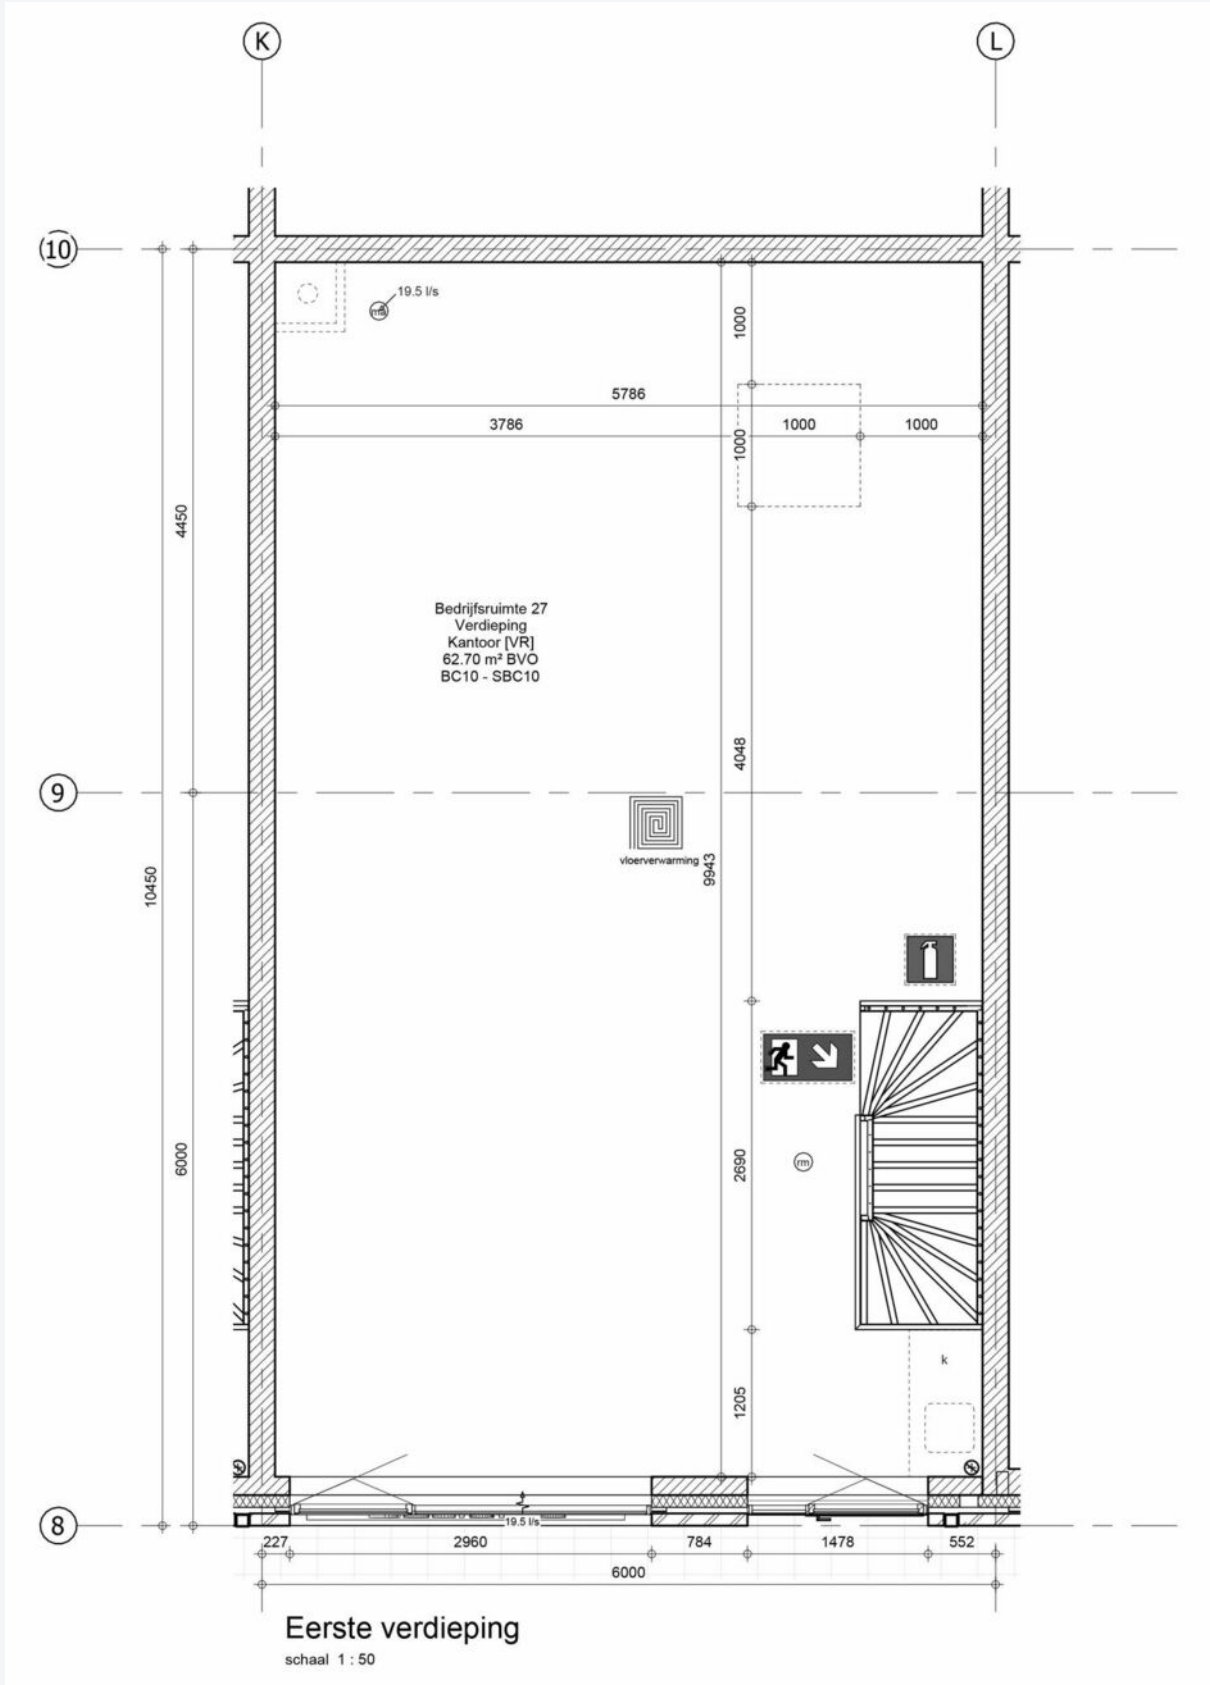 K
L
10
19.5 l/s
1000
5786
3786
1000
1000
1000
4450
Bedrijfsruimte 27
Verdieping
Kantoor [VR]
62.70 m² BVO
BC10 - SBC10
4048
9
vloerverwarming
9943
10450
6000
2690
rm
k
1205
8
19.5 l/s
227
2960
784
1478
552
6000
Eerste verdieping
schaal 1 : 50